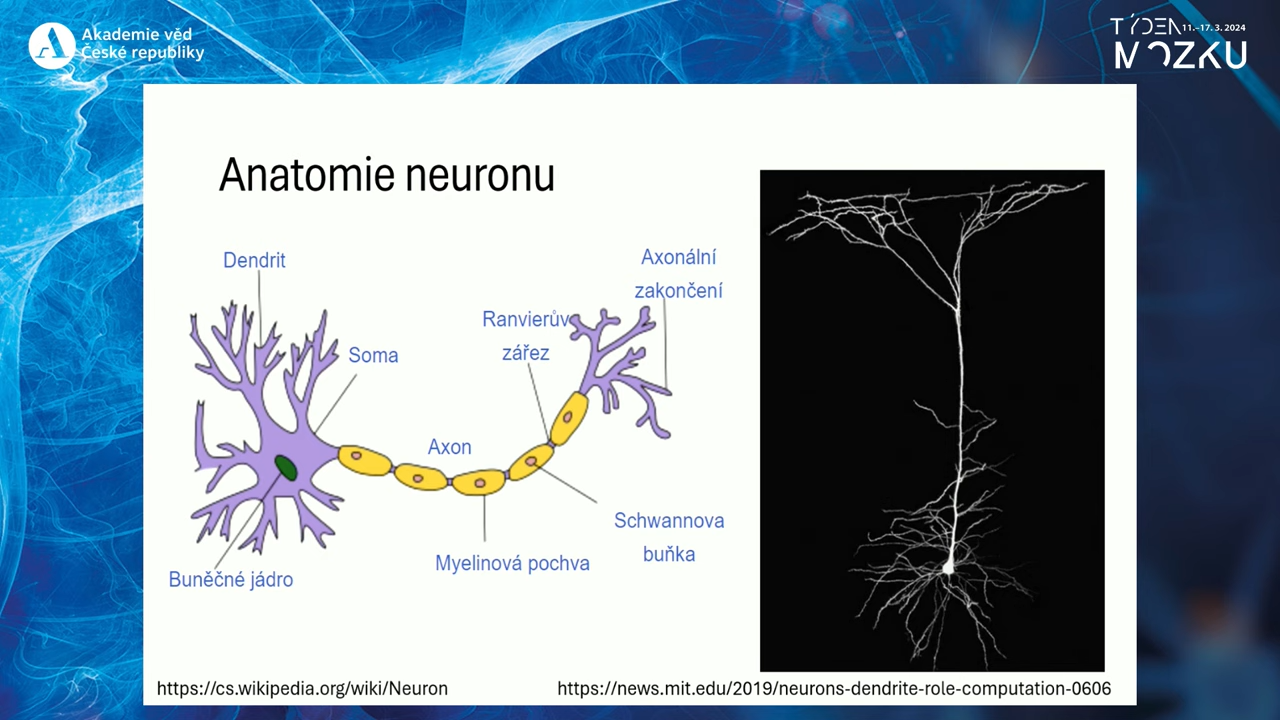 Akademie věd
České republiky
TÝDEN 11.–17. 3. 2024
MOZKU
Anatomie neuronu
Dendrit
Soma
Axon
Ranvierův
zářez
Axonální
zakončení
Schwannova
buňka
Myelinová pochva
Buněčné jádro
https://cs.wikipedia.org/wiki/Neuron
https://news.mit.edu/2019/neurons-dendrite-role-computation-0606